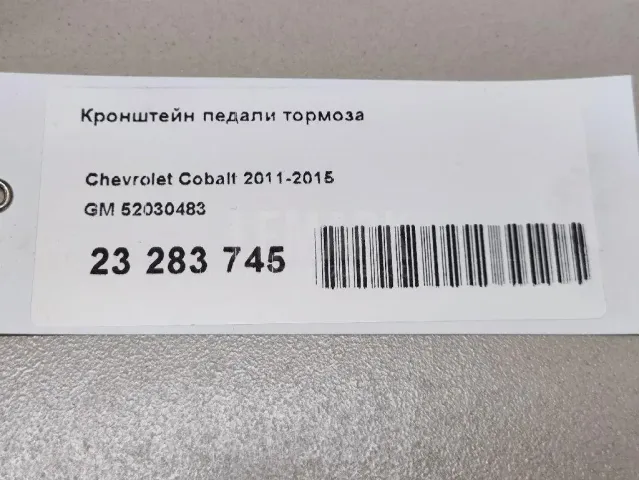 Кронштейн педали тормоза
Chevrolet Cobalt 2011-2015
GM 52030483
23 283 745